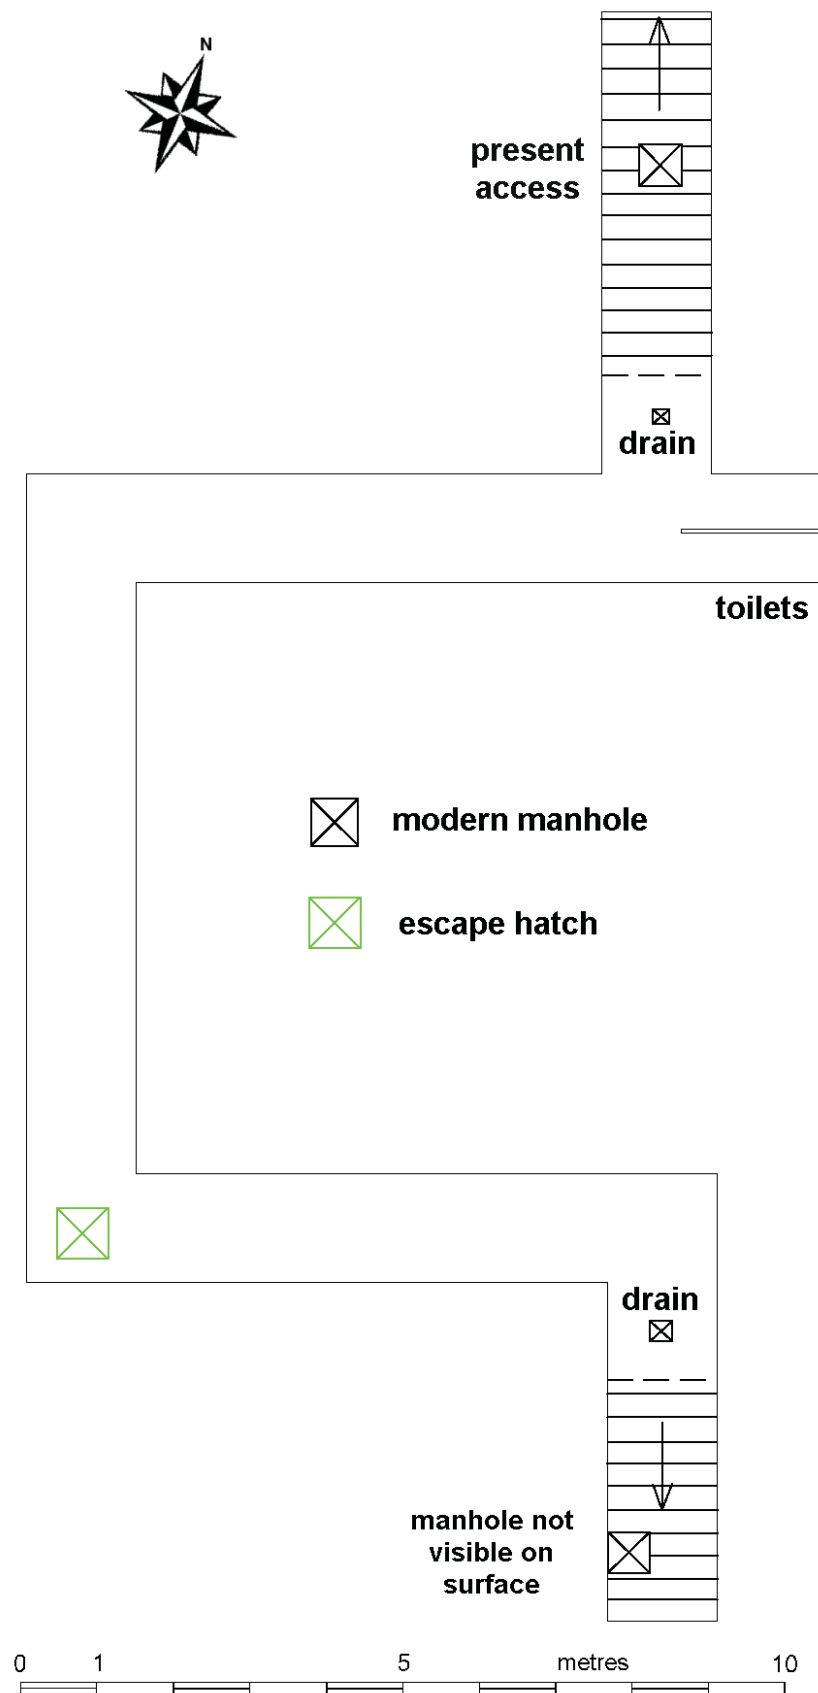 N
present
access
drain
toilets
modern manhole
escape hatch
drain
manhole not
visible on
surface
0 1 5 metres 10